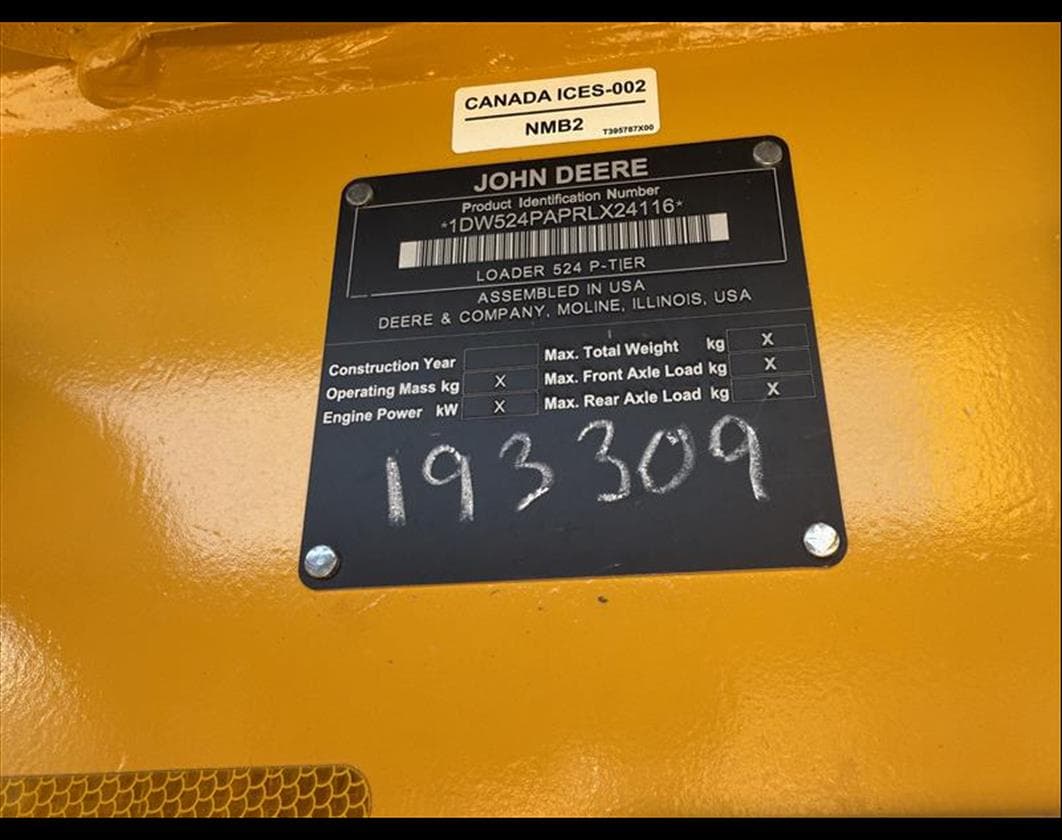 CANADA ICES-002
NMB2 T395787X00
JOHN DEERE
Product Identification Number
*1DW524PAPRLX24116*
LOADER 524 P-TIER
ASSEMBLED IN USA
DEERE & COMPANY, MOLINE, ILLINOIS, USA
Construction Year
Operating Mass kg X
Engine Power kW X
Max. Total Weight kg X
Max. Front Axle Load kg X
Max. Rear Axle Load kg X
193309